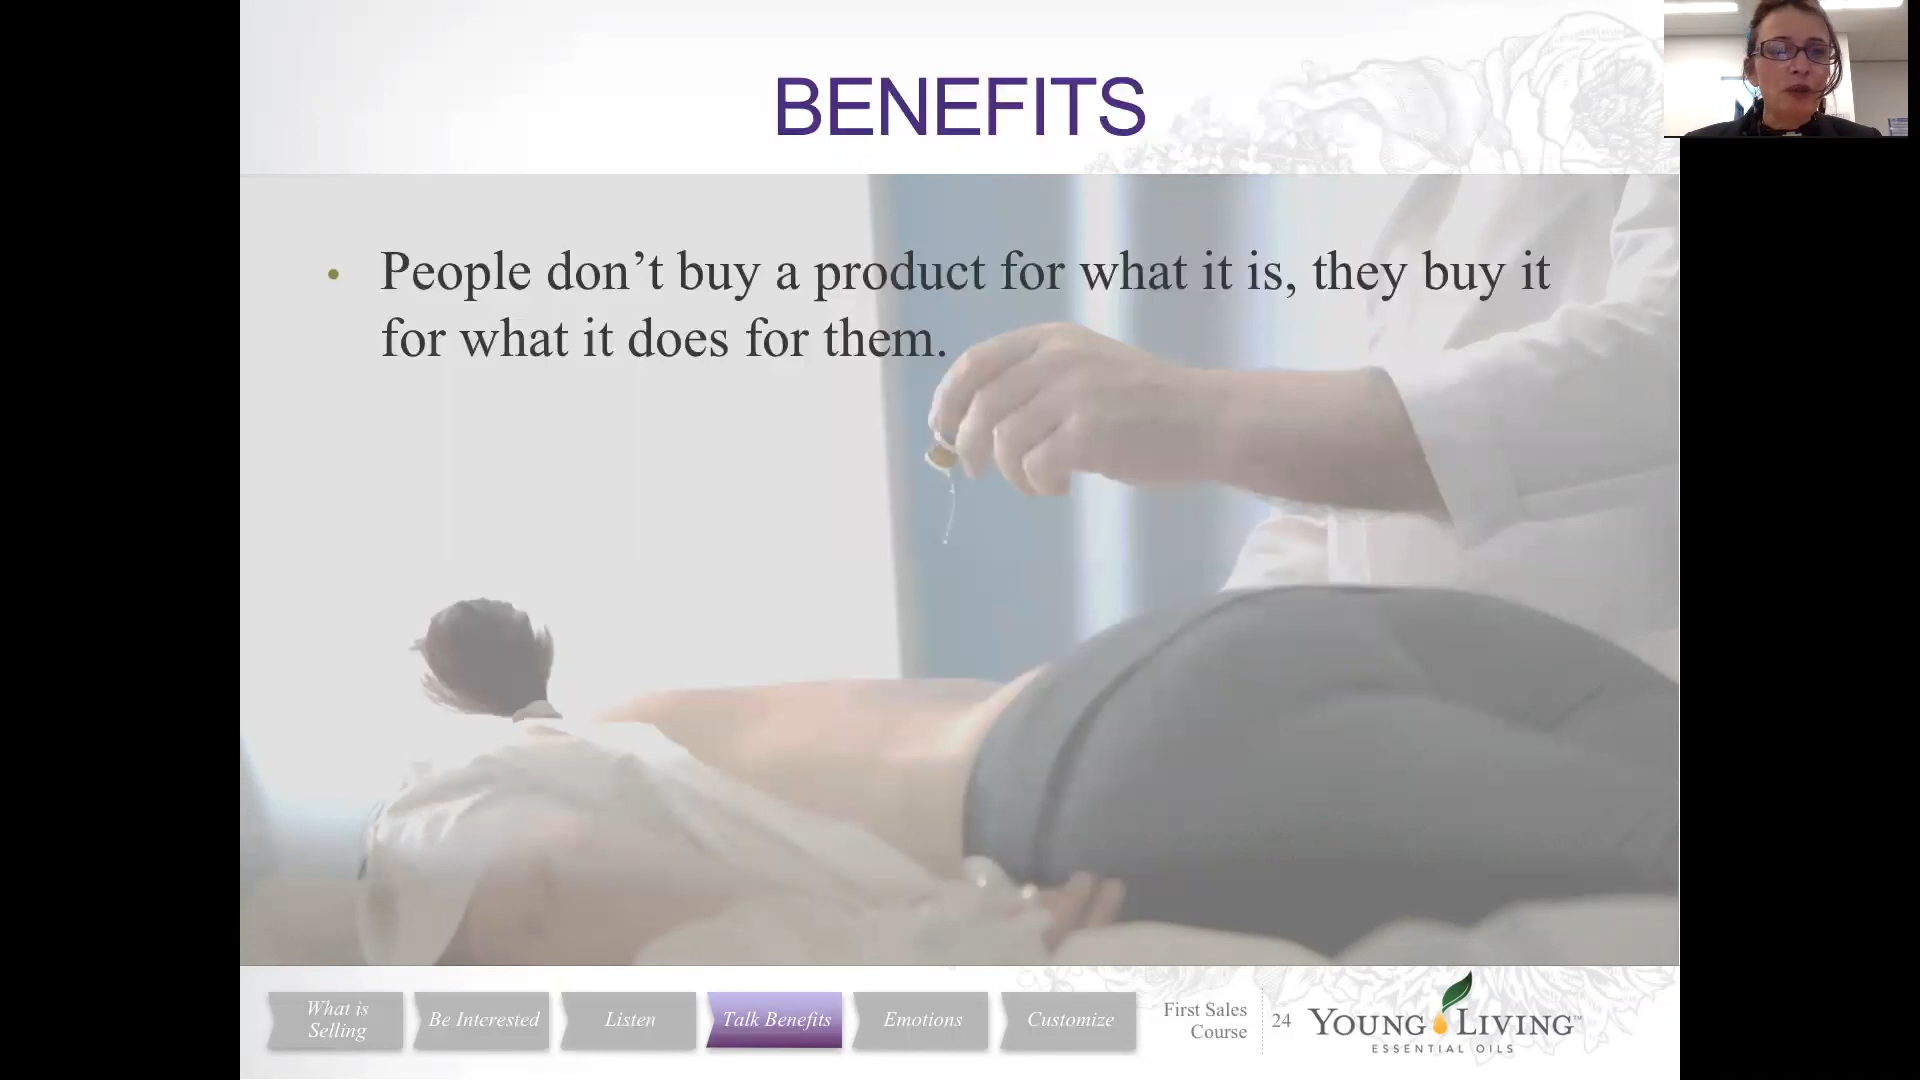 BENEFITS
• People don’t buy a product for what it is, they buy it
for what it does for them.
What is
Selling
Be Interested
Listen
Talk Benefits
Emotions
Customize
First Sales
Course
24
YOUNG LIVING™
ESSENTIAL OILS